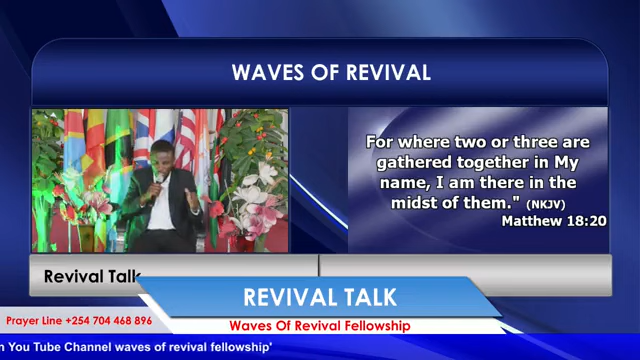 WAVES OF REVIVAL
For where two or three are
gathered together in My
name, I am there in the
midst of them." (NKJV)
Matthew 18:20
Revival Talk
REVIVAL TALK
Prayer Line +254 704 468 896
Waves Of Revival Fellowship
You Tube Channel waves of revival fellowship'